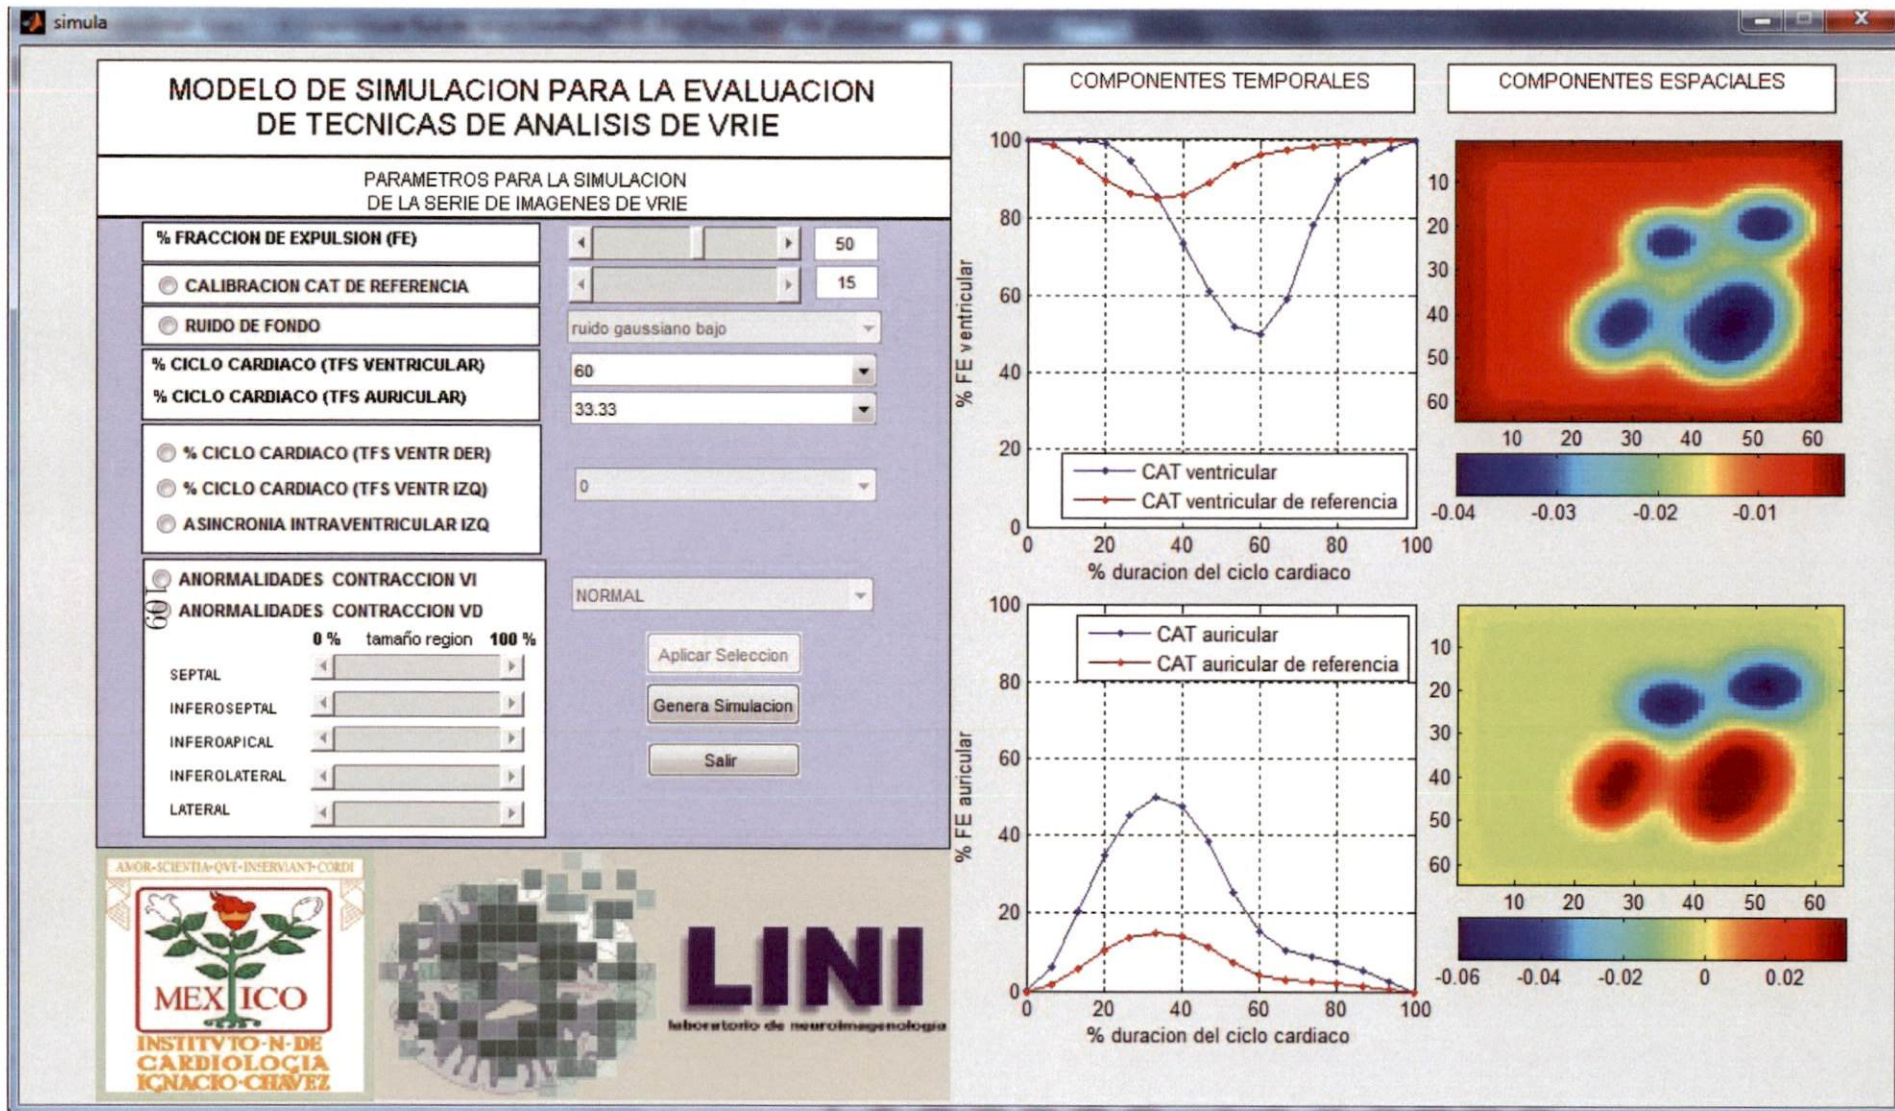 simula
MODELO DE SIMULACION PARA LA EVALUACION
DE TECNICAS DE ANALISIS DE VRIE
PARAMETROS PARA LA SIMULACION
DE LA SERIE DE IMAGENES DE VRIE
% FRACCION DE EXPULSION (FE)
50
CALIBRACION CAT DE REFERENCIA
15
RUIDO DE FONDO
ruido gaussiano bajo
% CICLO CARDIACO (TFS VENTRICULAR)
60
% CICLO CARDIACO (TFS AURICULAR)
33.33
% CICLO CARDIACO (TFS VENTR DER)
% CICLO CARDIACO (TFS VENTR IZQ)
0
ASINCRONIA INTRAVENTRICULAR IZQ
ANORMALIDADES CONTRACCION VI
NORMAL
ANORMALIDADES CONTRACCION VD
109
0 % tamaño region 100 %
SEPTAL
INFEROSEPTAL
INFEROAPICAL
INFEROLATERAL
LATERAL
Aplicar Seleccion
Genera Simulacion
Salir
AMOR-SCIENTIA-QVE-INSERVIANT-CORDI
MEXICO
INSTITVTO-N-DE
CARDIOLOGIA
IGNACIO-CHAVEZ
LINI
laboratorio de neuroimagenologia
COMPONENTES TEMPORALES
100
80
60
40
20
0
% FE ventricular
CAT ventricular
CAT ventricular de referencia
0 20 40 60 80 100
% duracion del ciclo cardiaco
100
80
60
40
20
0
% FE auricular
CAT auricular
CAT auricular de referencia
0 20 40 60 80 100
% duracion del ciclo cardiaco
COMPONENTES ESPACIALES
10
20
30
40
50
60
10 20 30 40 50 60
-0.04 -0.03 -0.02 -0.01
10
20
30
40
50
60
10 20 30 40 50 60
-0.06 -0.04 -0.02 0 0.02